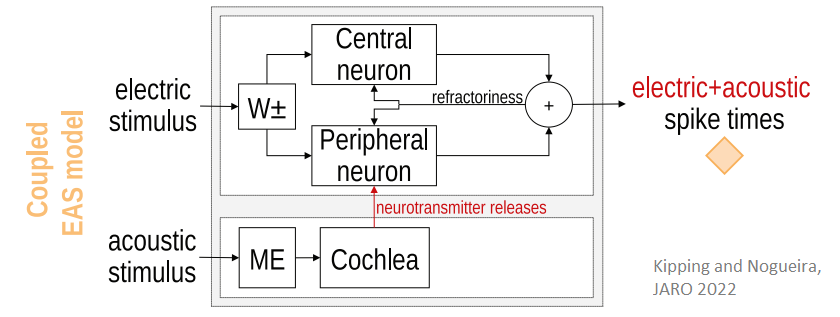 Coupled
EAS model
electric
stimulus
W±
Central
neuron
refractoriness
+
Peripheral
neuron
electric+acoustic
spike times
neurotransmitter releases
acoustic
stimulus
ME
Cochlea
Kipping and Nogueira,
JARO 2022